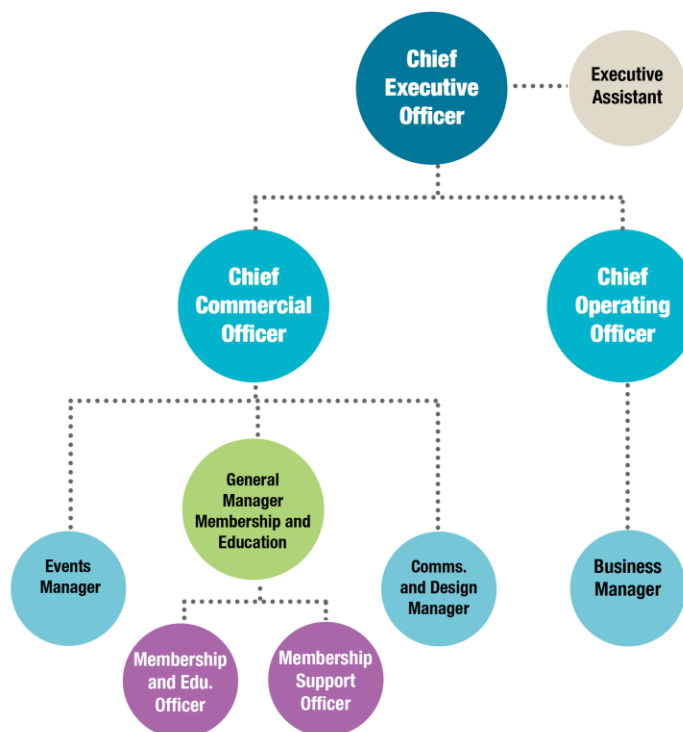 Chief
Executive
Officer
Executive
Assistant
Chief
Commercial
Officer
Chief
Operating
Officer
General
Manager
Membership and
Education
Events
Manager
Comms.
and Design
Manager
Business
Manager
Membership
and Edu.
Officer
Membership
Support
Officer